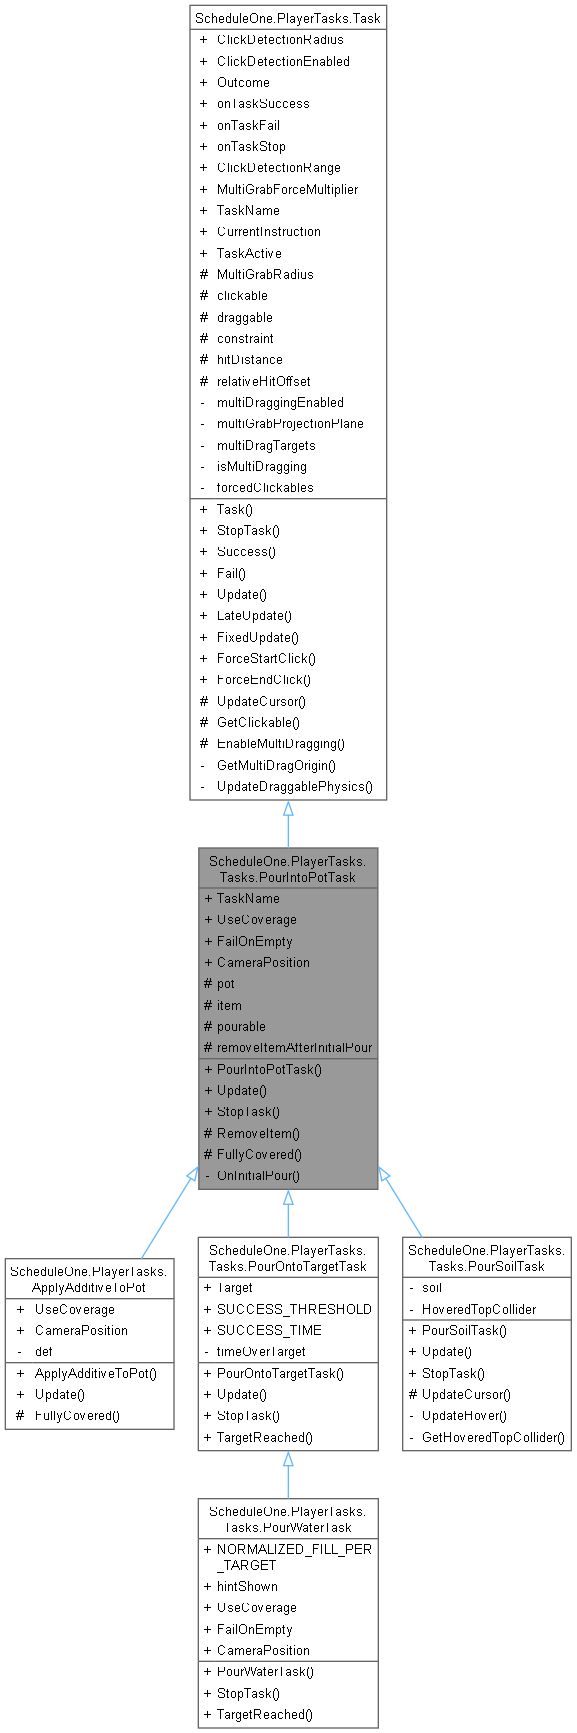 ScheduleOne.PlayerTasks.Task
+ ClickDetectionRadius
+ ClickDetectionEnabled
+ Outcome
+ onTaskSuccess
+ onTaskFail
+ onTaskStop
+ ClickDetectionRange
+ MultiGrabForceMultiplier
+ TaskName
+ CurrentInstruction
+ TaskActive
# MultiGrabRadius
# clickable
# draggable
# constraint
# hitDistance
# relativeHitOffset
- multiDraggingEnabled
- multiGrabProjectionPlane
- multiDragTargets
- isMultiDragging
- forcedClickables
+ Task()
+ StopTask()
+ Success()
+ Fail()
+ Update()
+ LateUpdate()
+ FixedUpdate()
+ ForceStartClick()
+ ForceEndClick()
# UpdateCursor()
# GetClickable()
# EnableMultiDragging()
- GetMultiDragOrigin()
- UpdateDraggablePhysics()
ScheduleOne.PlayerTasks.
Tasks.PourIntoPotTask
+ TaskName
+ UseCoverage
+ FailOnEmpty
+ CameraPosition
# pot
# item
# pourable
# removeItemAfterInitialPour
+ PourIntoPotTask()
+ Update()
+ StopTask()
# RemoveItem()
# FullyCovered()
- OnInitialPour()
ScheduleOne.PlayerTasks.
ApplyAdditiveToPot
+ UseCoverage
+ CameraPosition
- def
+ ApplyAdditiveToPot()
+ Update()
# FullyCovered()
ScheduleOne.PlayerTasks.
Tasks.PourOntoTargetTask
+ Target
+ SUCCESS_THRESHOLD
+ SUCCESS_TIME
- timeOverTarget
+ PourOntoTargetTask()
+ Update()
+ StopTask()
+ TargetReached()
ScheduleOne.PlayerTasks.
Tasks.PourSoilTask
- soil
- HoveredTopCollider
+ PourSoilTask()
+ Update()
+ StopTask()
# UpdateCursor()
- UpdateHover()
- GetHoveredTopCollider()
ScheduleOne.PlayerTasks.
Tasks.PourWaterTask
+ NORMALIZED_FILL_PER
_TARGET
+ hintShown
+ UseCoverage
+ FailOnEmpty
+ CameraPosition
+ PourWaterTask()
+ StopTask()
+ TargetReached()